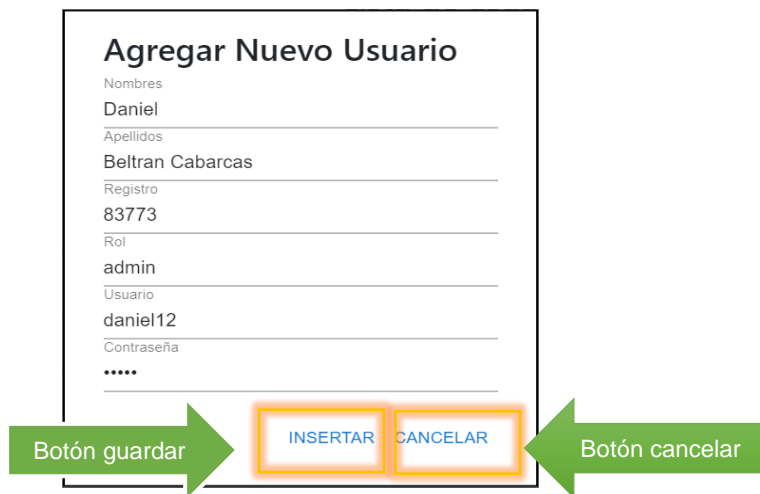 Agregar Nuevo Usuario
Nombres
Daniel
Apellidos
Beltran Cabarcas
Registro
83773
Rol
admin
Usuario
daniel12
Contraseña
•••••
INSERTAR CANCELAR
Botón guardar
Botón cancelar